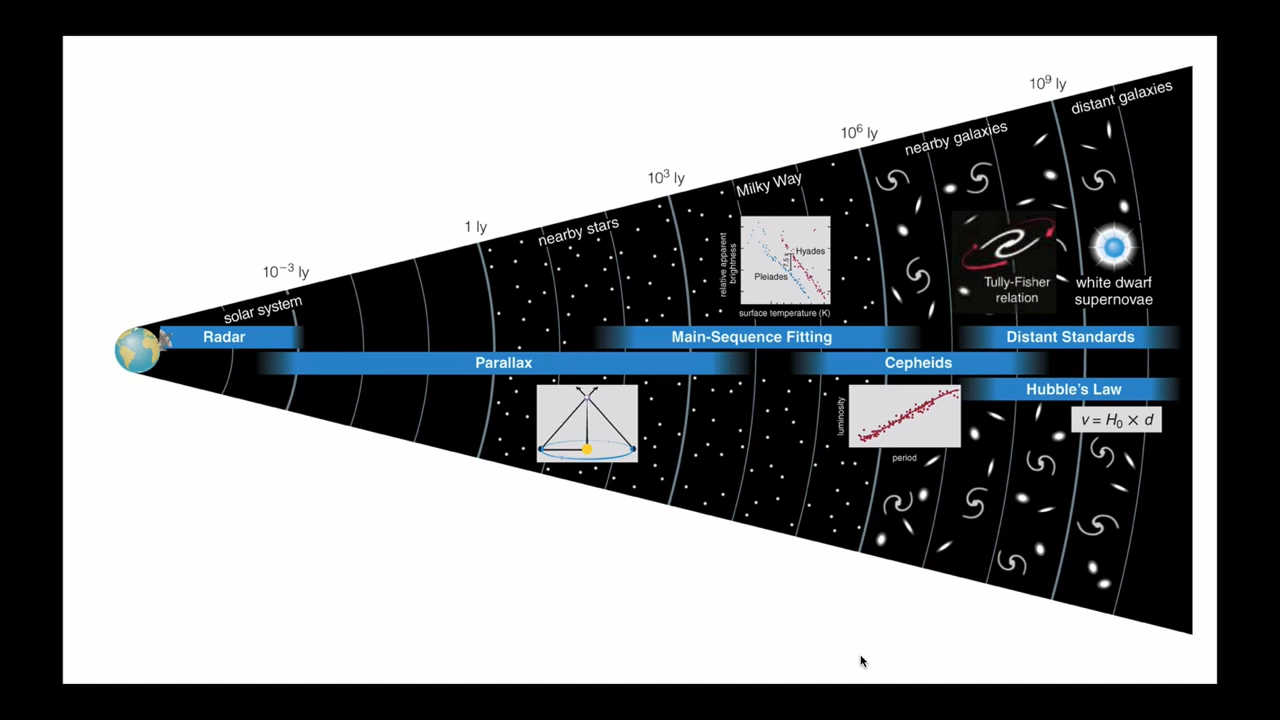 10⁹ ly
distant galaxies
10⁶ ly
nearby galaxies
10³ ly
Milky Way
1 ly
nearby stars
10⁻³ ly
solar system
relative apparent
brightness
Hyades
Pleiades
surface temperature (K)
Tully-Fisher
relation
white dwarf
supernovae
Radar
Main-Sequence Fitting
Distant Standards
Parallax
Cepheids
Hubble's Law
luminosity
period
v = H₀ × d